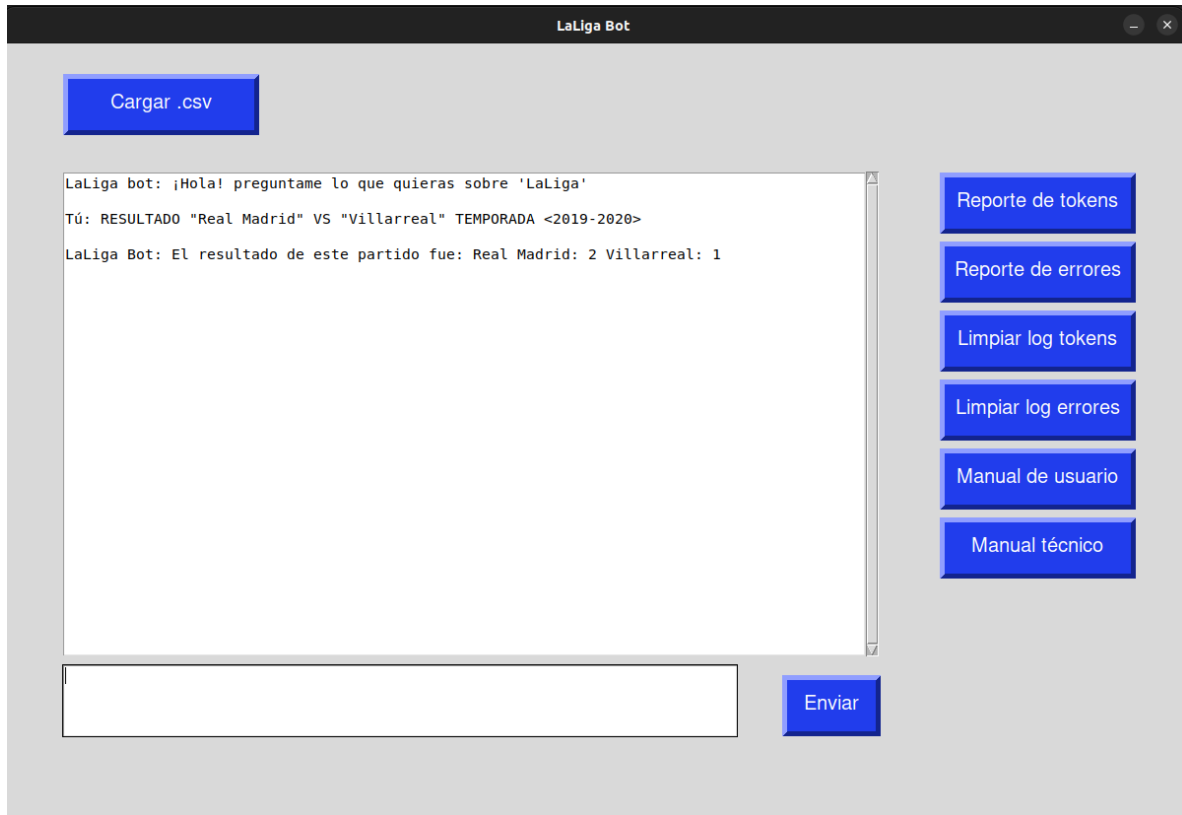 LaLiga Bot
Cargar .csv
LaLiga bot: ¡Hola! preguntame lo que quieras sobre 'LaLiga'
Tú: RESULTADO "Real Madrid" VS "Villarreal" TEMPORADA <2019-2020>
LaLiga Bot: El resultado de este partido fue: Real Madrid: 2 Villarreal: 1
Reporte de tokens
Reporte de errores
Limpiar log tokens
Limpiar log errores
Manual de usuario
Manual técnico
Enviar